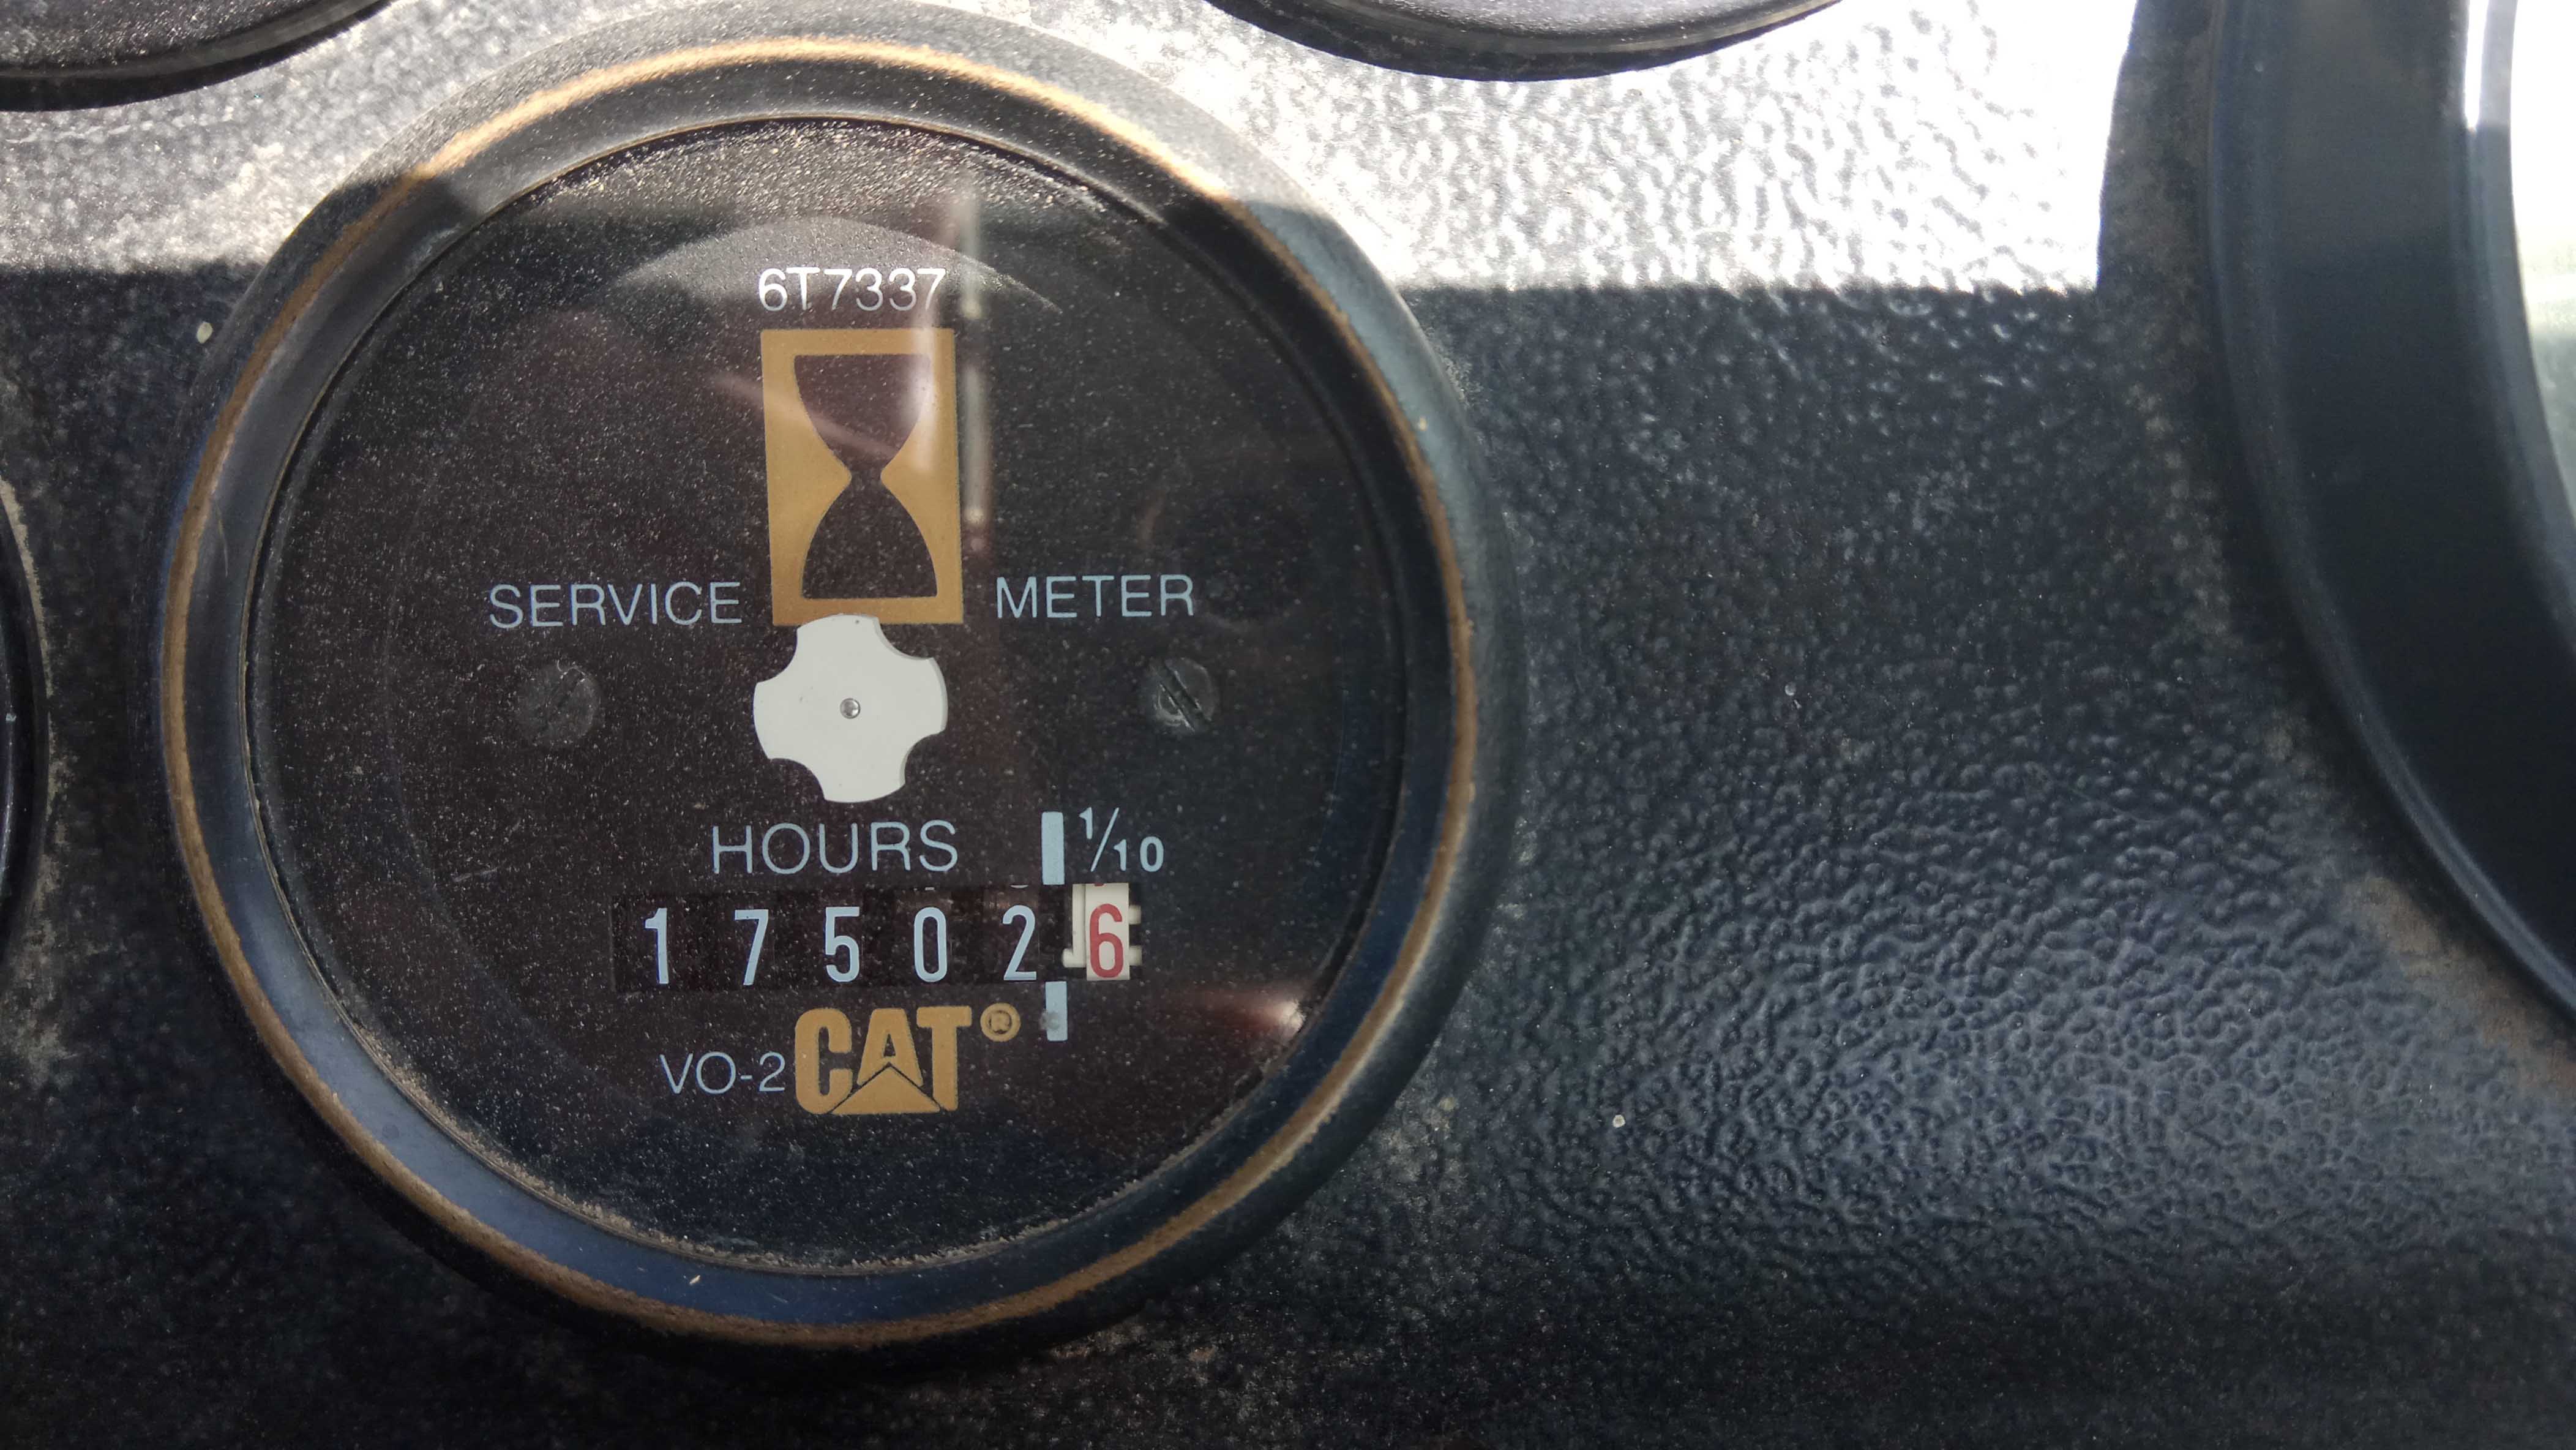 6T7337
SERVICE METER
HOURS 1/10
17502 6
VO-2 CAT®